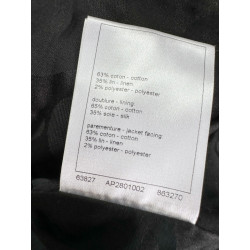 63% coton - cotton
35% lin - linen
2% polyester - polyester
doublure - lining:
65% coton - cotton
35% soie - silk
parementure - jacket facing:
63% coton - cotton
35% lin - linen
2% polyester - polyester
63827 AP2801002 863270